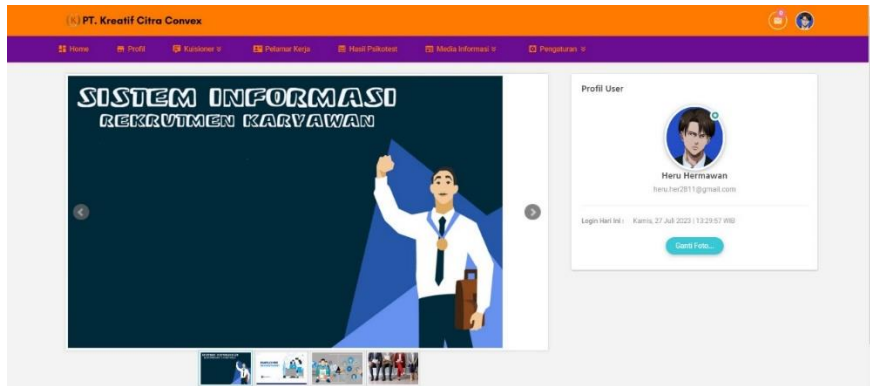 (K) PT. Kreatif Citra Convex
Home Profil Kuisioner Pelamar Kerja Hasil Psikotest Media Informasi Pengaturan
SISTEM INFORMASI
REKRUTMEN KARYAWAN
Profil User
Heru Hermawan
heru.her2811@gmail.com
Login Hari Ini : Kamis, 27 Juli 2023 | 13:29:57 WIB
Ganti Foto...